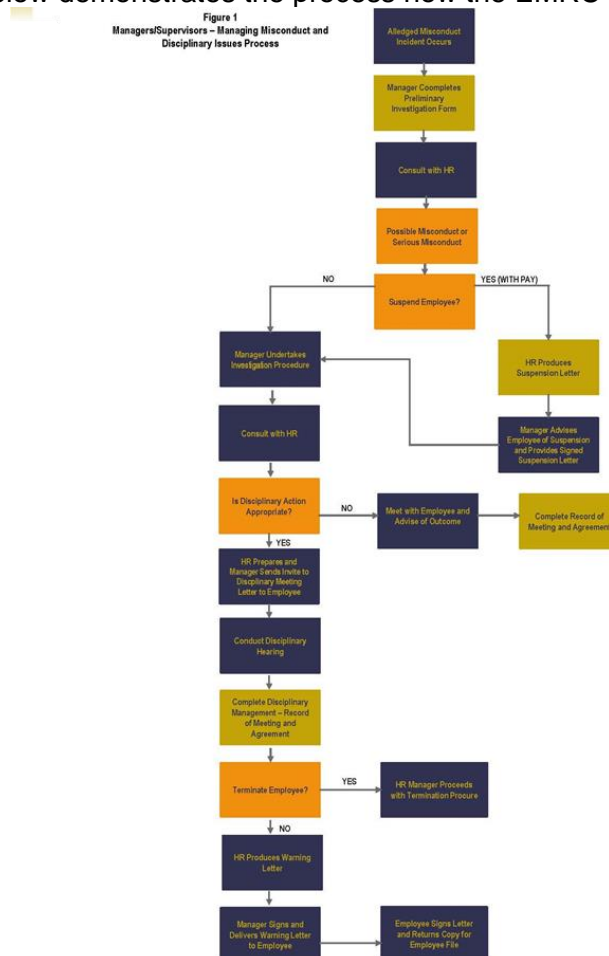 low demonstrates the process how the EMRC
Figure 1
Managers/Supervisors – Managing Misconduct and
Disciplinary Issues Process
Alledged Misconduct
Incident Occurs
Manager Coompletes
Preliminary
Investigation Form
Consult with HR
Possible Misconduct or
Serious Misconduct
NO
YES (WITH PAY)
Suspend Employee?
Manager Undertakes
Investigation Procedure
HR Produces
Suspension Letter
Consult with HR
Manager Advises
Employee of Suspension
and Provides Signed
Suspension Letter
Is Disciplinary Action
Appropriate?
NO
Meet with Employee and
Advise of Outcome
Complete Record of
Meeting and Agreement
YES
HR Prepares and
Manager Sends Invite to
Discplinary Meeting
Letter to Employee
Conduct Disciplinary
Hearing
Complete Disciplinary
Management – Record
of Meeting and
Agreement
Terminate Employee?
YES
HR Manager Proceeds
with Termination Procure
NO
HR Produces Warning
Letter
Manager Signs and
Delivers Warning Letter
to Employee
Employee Signs Letter
and Returns Copy for
Employee File